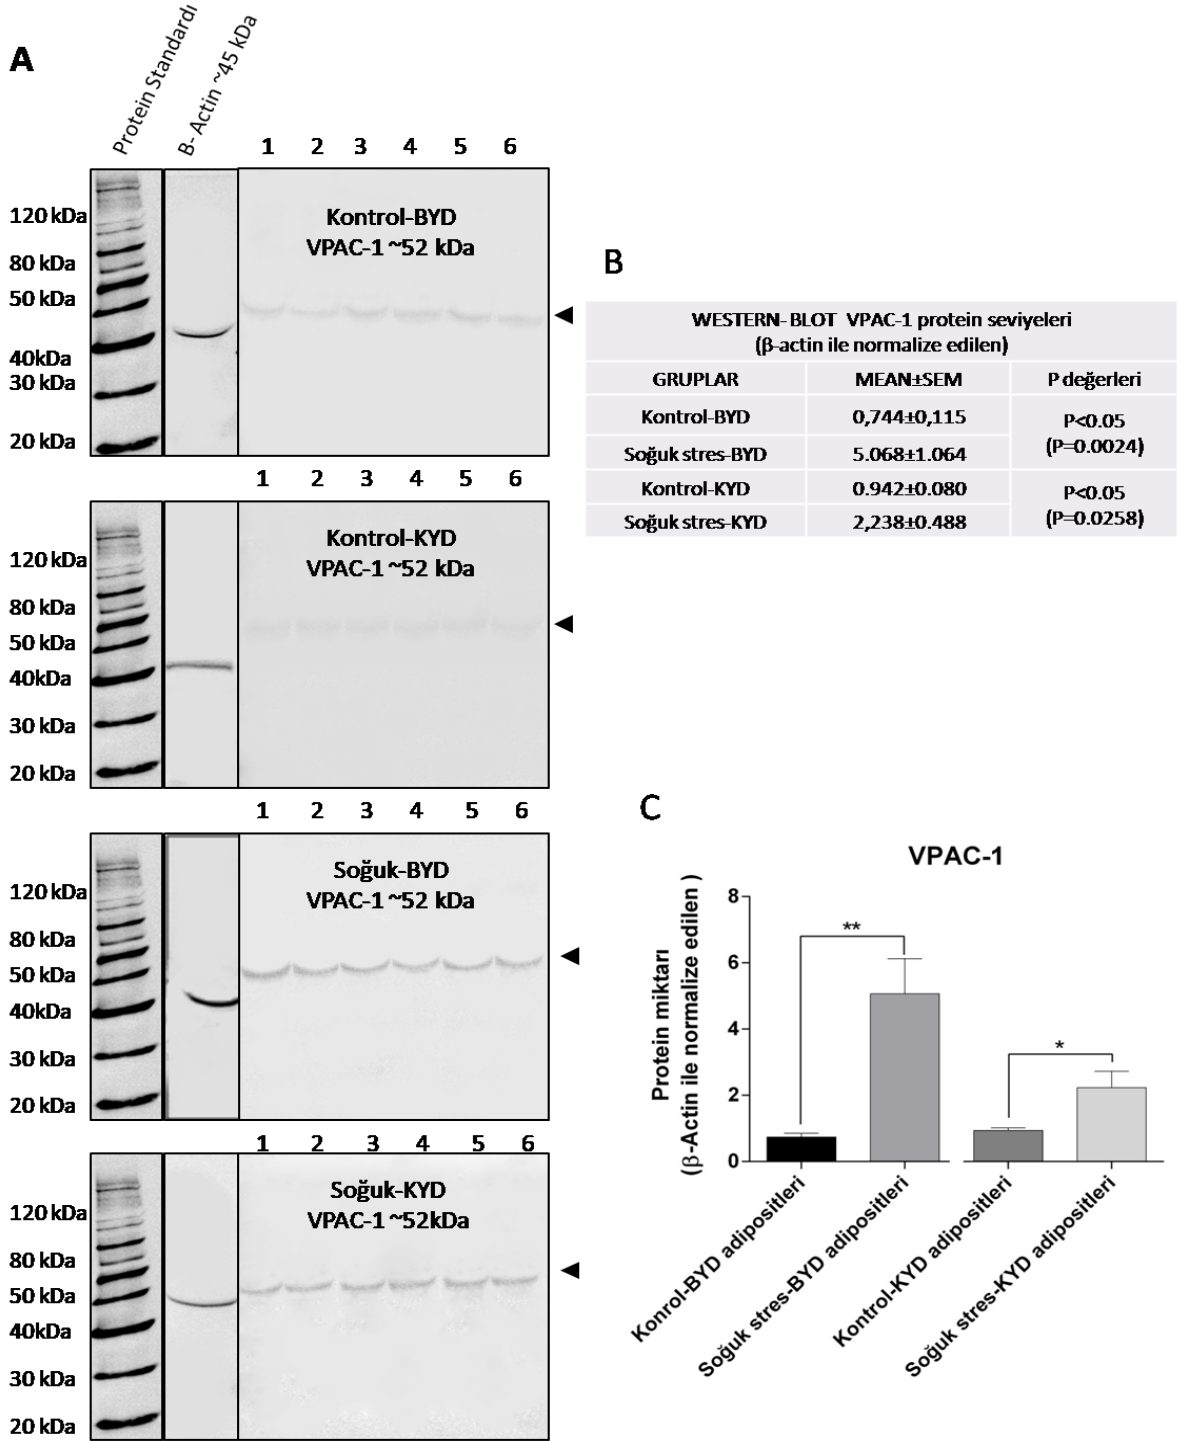 A
Protein Standardı
B- Actin ~45 kDa
1 2 3 4 5 6
120 kDa
80 kDa
50 kDa
40kDa
30 kDa
20 kDa
Kontrol-BYD
VPAC-1 ~52 kDa
1 2 3 4 5 6
120 kDa
80 kDa
50 kDa
40kDa
30 kDa
20 kDa
Kontrol-KYD
VPAC-1 ~52 kDa
1 2 3 4 5 6
120 kDa
80 kDa
50 kDa
40kDa
30 kDa
20 kDa
Soğuk-BYD
VPAC-1 ~52 kDa
1 2 3 4 5 6
120 kDa
80 kDa
50 kDa
40kDa
30 kDa
20 kDa
Soğuk-KYD
VPAC-1 ~52kDa
B
WESTERN- BLOT VPAC-1 protein seviyeleri
(β-actin ile normalize edilen)
GRUPLAR MEAN±SEM P değerleri
Kontrol-BYD 0,744±0,115
P<0.05
(P=0.0024)
Soğuk stres-BYD 5.068±1.064
Kontrol-KYD 0.942±0.080
P<0.05
(P=0.0258)
Soğuk stres-KYD 2,238±0.488
C
VPAC-1
Protein miktarı
(β-Actin ile normalize edilen )
8
6
4
2
0
**
*
Konrol-BYD adipositleri
Soğuk stres-BYD adipositleri
Kontrol-KYD adipositleri
Soğuk stres-KYD adipositleri